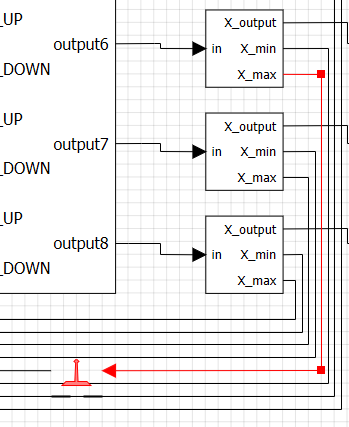 _UP
output6
_DOWN
X_output
in
X_min
X_max
_UP
output7
_DOWN
X_output
in
X_min
X_max
_UP
output8
_DOWN
X_output
in
X_min
X_max